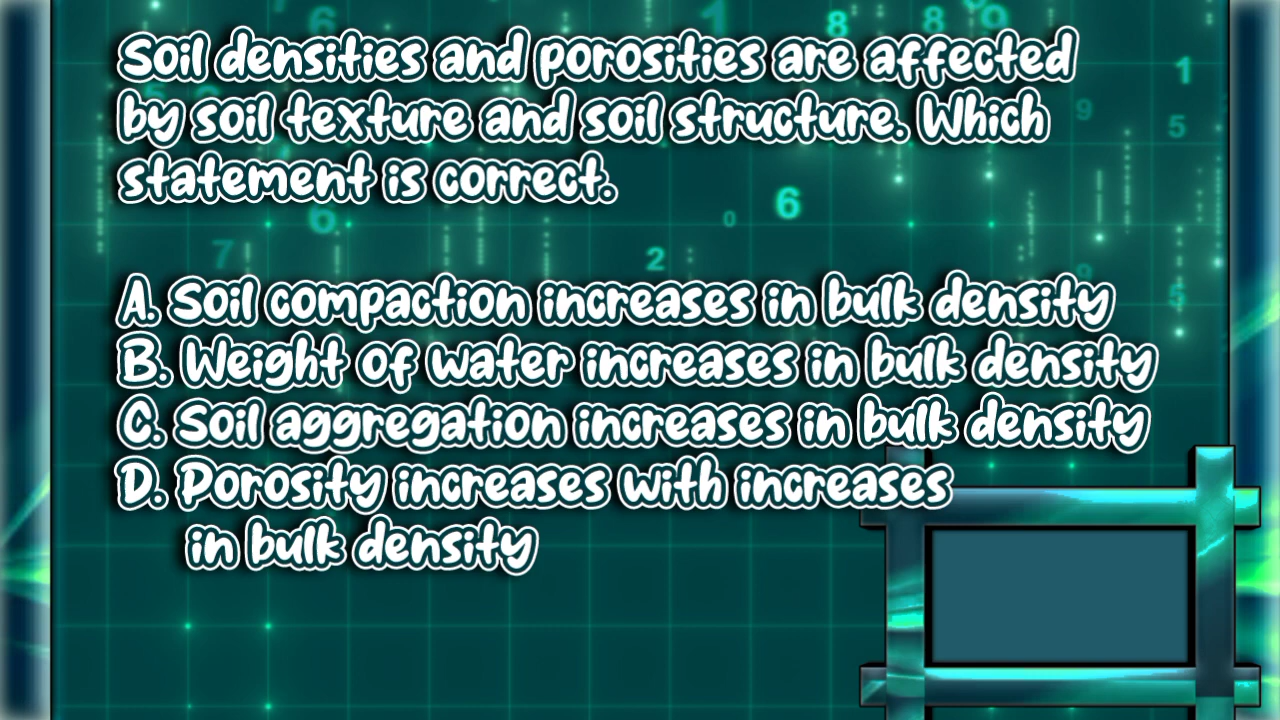 Soil densities and porosities are affected
by soil texture and soil structure. Which
statement is correct.
A. Soil compaction increases in bulk density
B. Weight of water increases in bulk density
C. Soil aggregation increases in bulk density
D. Porosity increases with increases
in bulk density